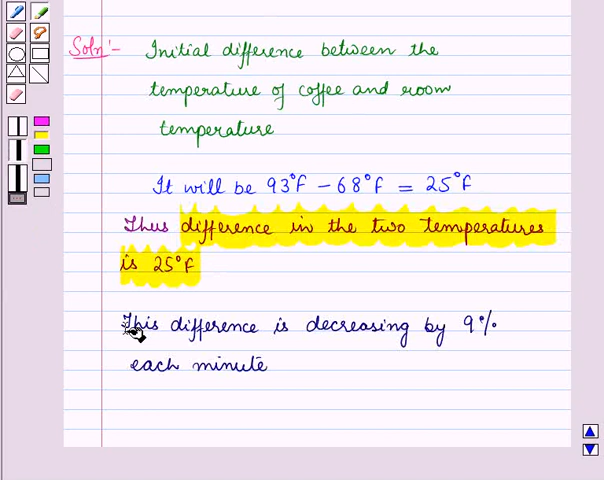 Soln:- Initial difference between the
temperature of coffee and room
temperature
It will be 93°F - 68°F = 25°F
Thus difference in the two temperatures
is 25°F
This difference is decreasing by 9%
each minute